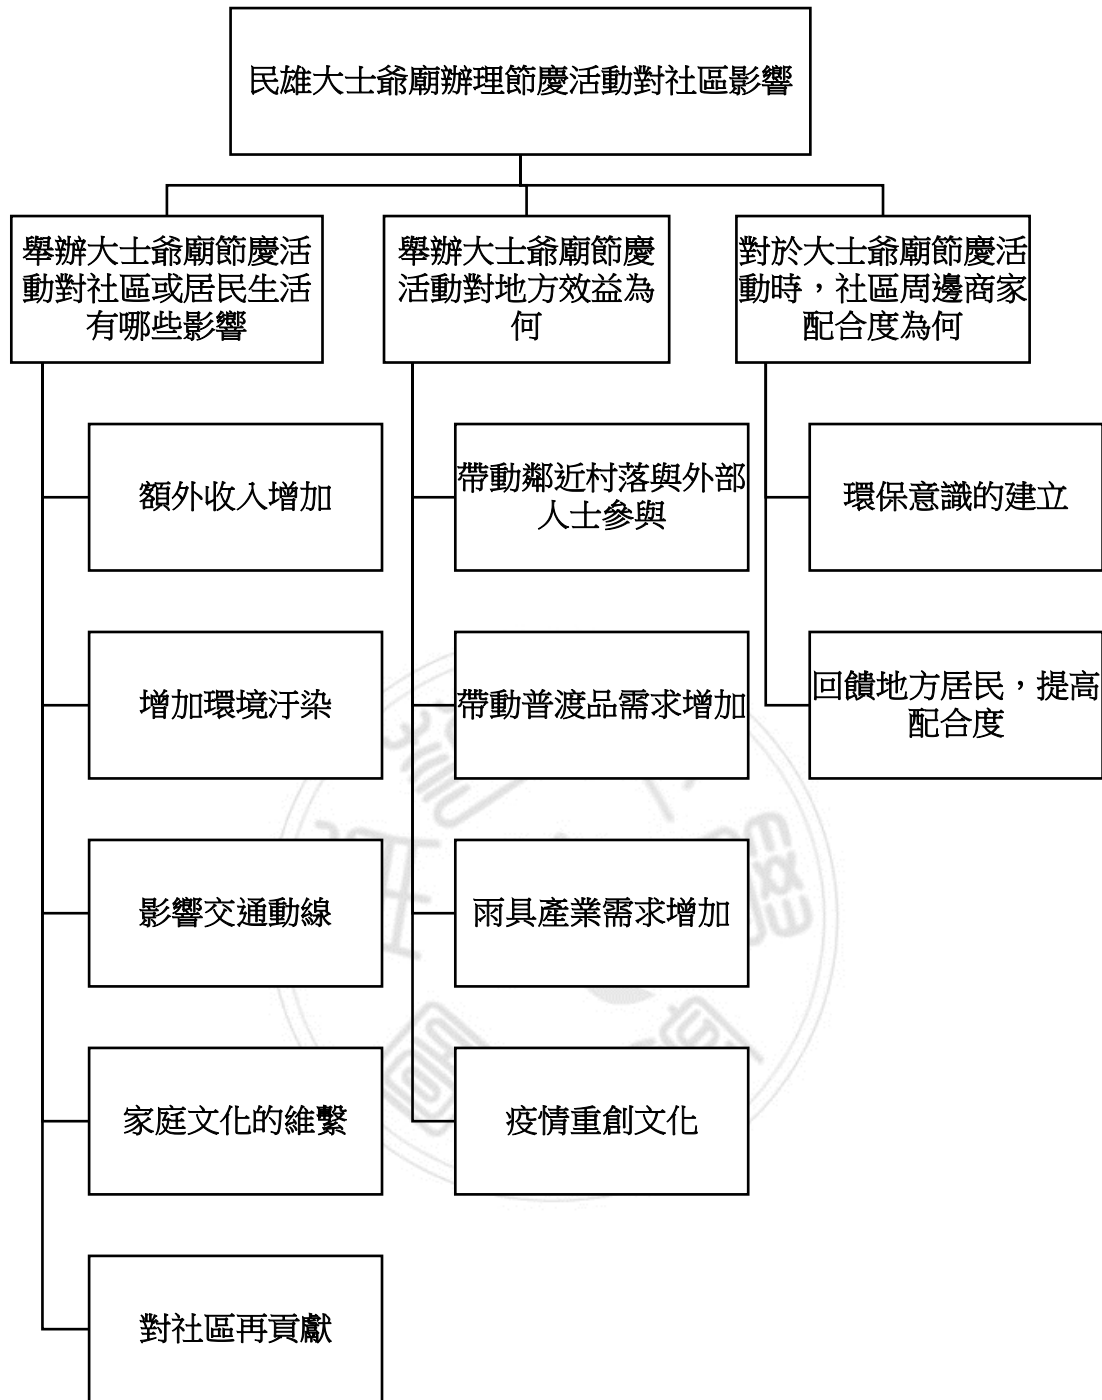 民雄大士爺廟辦理節慶活動對社區影響
舉辦大士爺廟節慶活
動對社區或居民生活
有哪些影響
額外收入增加
增加環境汙染
影響交通動線
家庭文化的維繫
對社區再貢獻
舉辦大士爺廟節慶
活動對地方效益為
何
帶動鄰近村落與外部
人士參與
帶動普渡品需求增加
雨具產業需求增加
疫情重創文化
對於大士爺廟節慶活
動時，社區周邊商家
配合度為何
環保意識的建立
回饋地方居民，提高
配合度